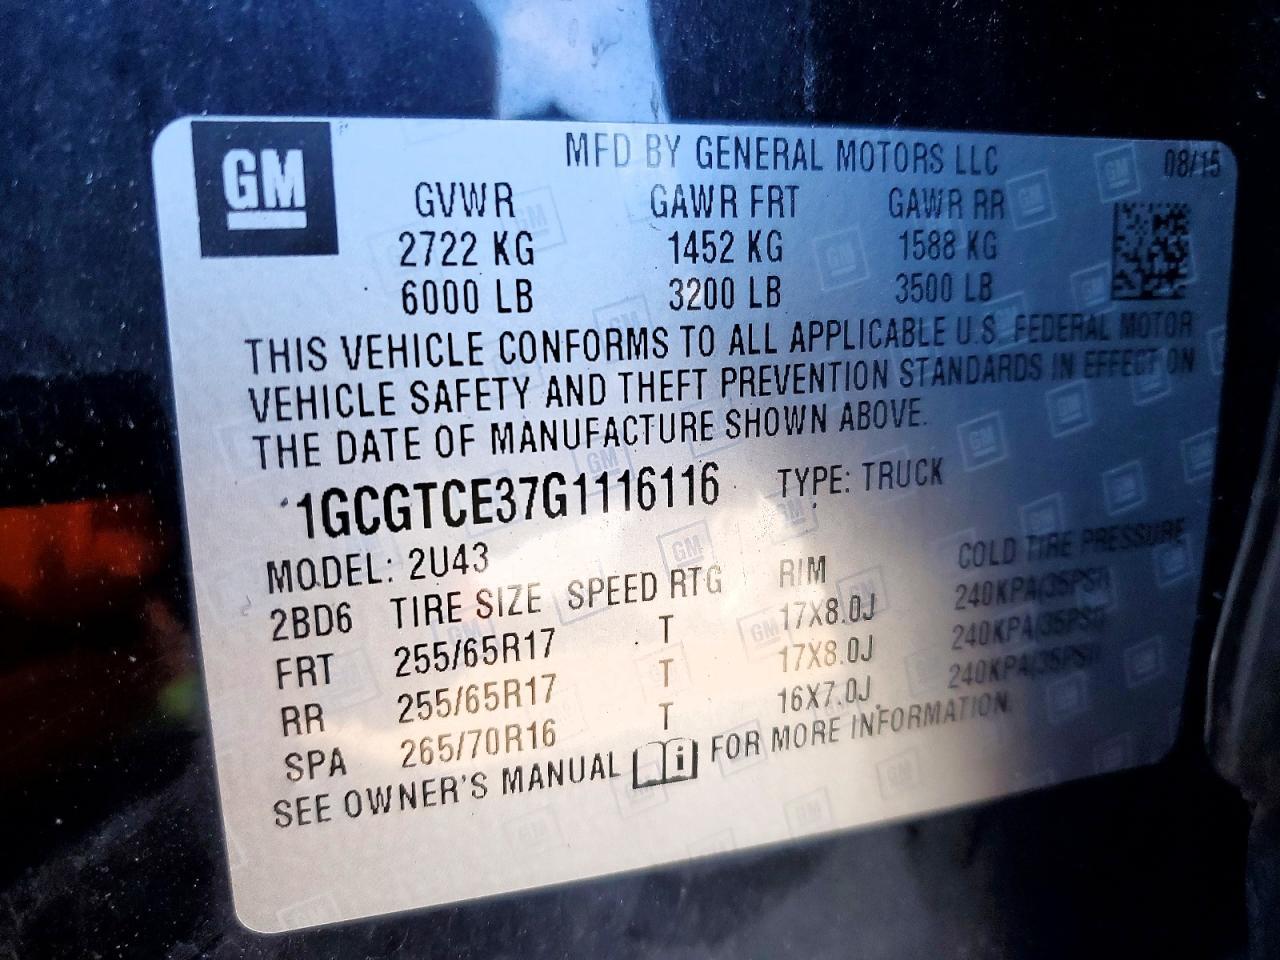 GM
MFD BY GENERAL MOTORS LLC 08/15
GVWR GAWR FRT GAWR RR
2722 KG 1452 KG 1588 KG
6000 LB 3200 LB 3500 LB
THIS VEHICLE CONFORMS TO ALL APPLICABLE U.S. FEDERAL MOTOR
VEHICLE SAFETY AND THEFT PREVENTION STANDARDS IN EFFECT ON
THE DATE OF MANUFACTURE SHOWN ABOVE.
1GCGTCE37G1116116 TYPE: TRUCK
MODEL: 2U43
2BD6 TIRE SIZE SPEED RTG RIM COLD TIRE PRESSURE
FRT 255/65R17 T 17X8.0J 240KPA(35PSI)
RR 255/65R17 T 17X8.0J 240KPA(35PSI)
SPA 265/70R16 T 16X7.0J 240KPA(35PSI)
SEE OWNER'S MANUAL i FOR MORE INFORMATION.